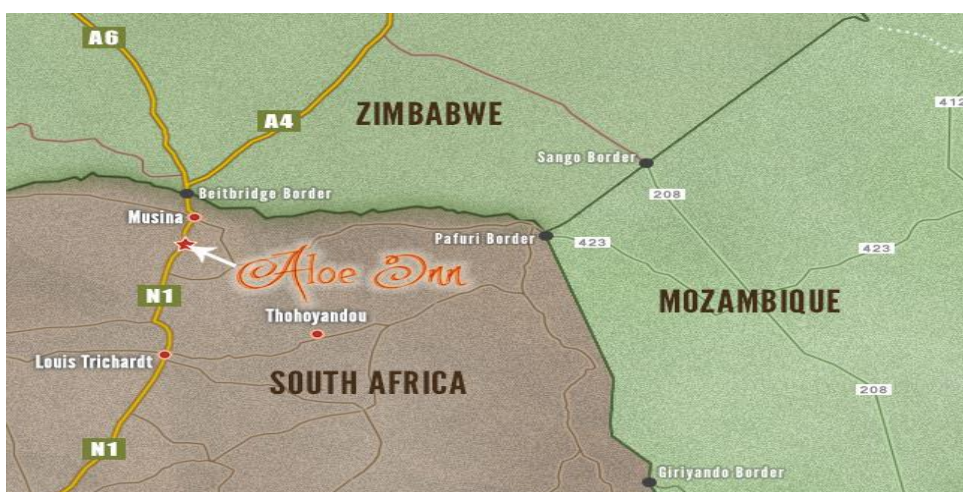 A6
A4
ZIMBABWE
412
Sango Border
208
Beitbridge Border
Musina
Pafuri Border
423
423
Aloe Inn
N1
MOZAMBIQUE
Thohoyandou
Louis Trichardt
SOUTH AFRICA
208
N1
Giriyando Border